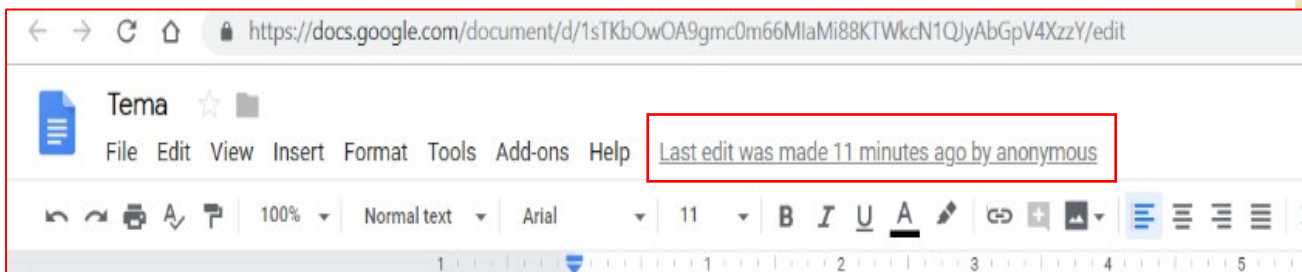 https://docs.google.com/document/d/1sTKbOwOA9gmc0m66MIaMi88KTWkcN1QJyAbGpV4XzzY/edit
Tema
File Edit View Insert Format Tools Add-ons Help Last edit was made 11 minutes ago by anonymous
100% Normal text Arial 11 B I U A
1 1 2 3 4 5